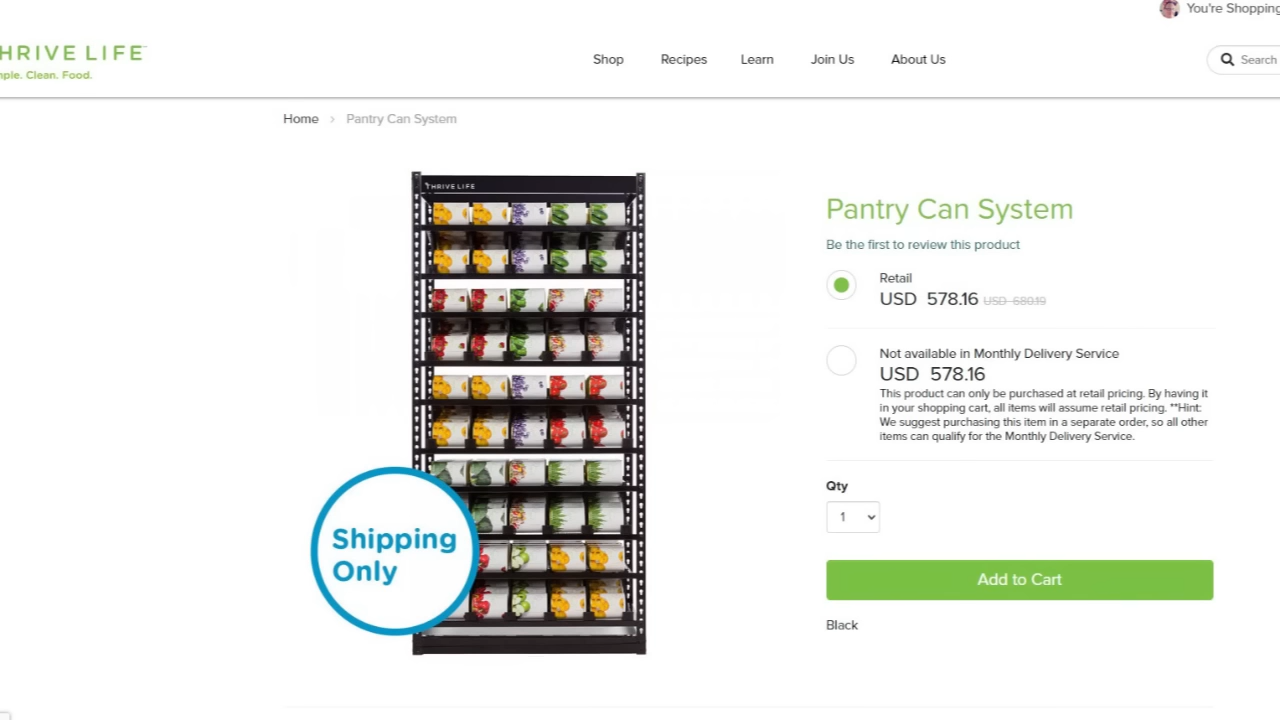 You're Shopping
HRIVE LIFE
nple. Clean. Food.
Shop
Recipes
Learn
Join Us
About Us
Search
Home > Pantry Can System
THRIVE LIFE
Pantry Can System
Be the first to review this product
Retail
USD 578.16 USD 680.19
Not available in Monthly Delivery Service
USD 578.16
This product can only be purchased at retail pricing. By having it
in your shopping cart, all items will assume retail pricing. **Hint:
We suggest purchasing this item in a separate order, so all other
items can qualify for the Monthly Delivery Service.
Qty
1
Shipping
Only
Add to Cart
Black